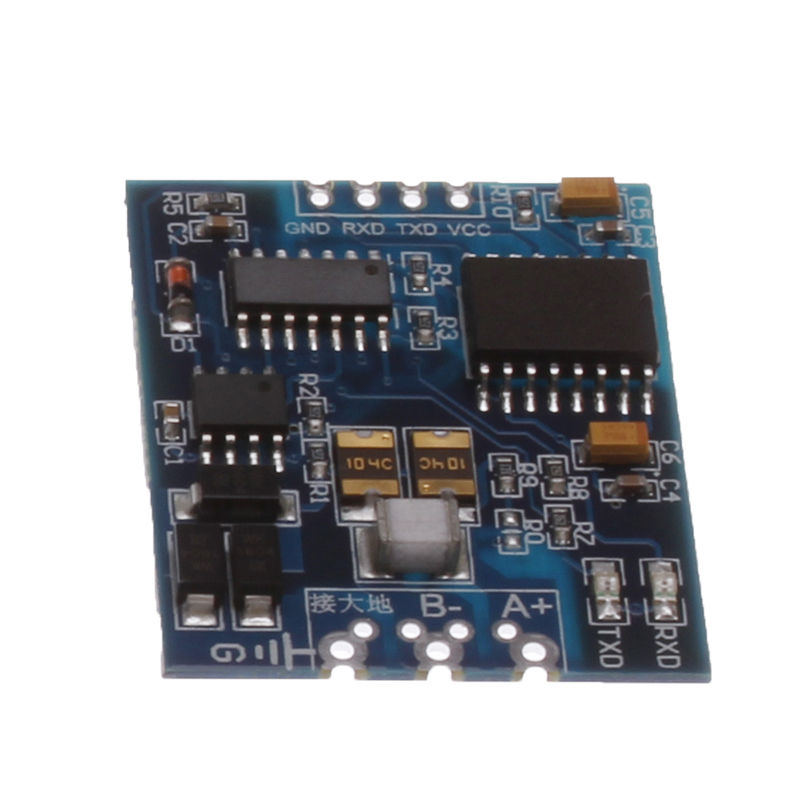 R5
C2
GND RXD TXD VCC
R10
C5
C3
R4
R3
D1
R2
C1
R1
104C
104C
C6
C4
R9
R8
R0
R7
接大地 B- A+
G
TXD
RXD